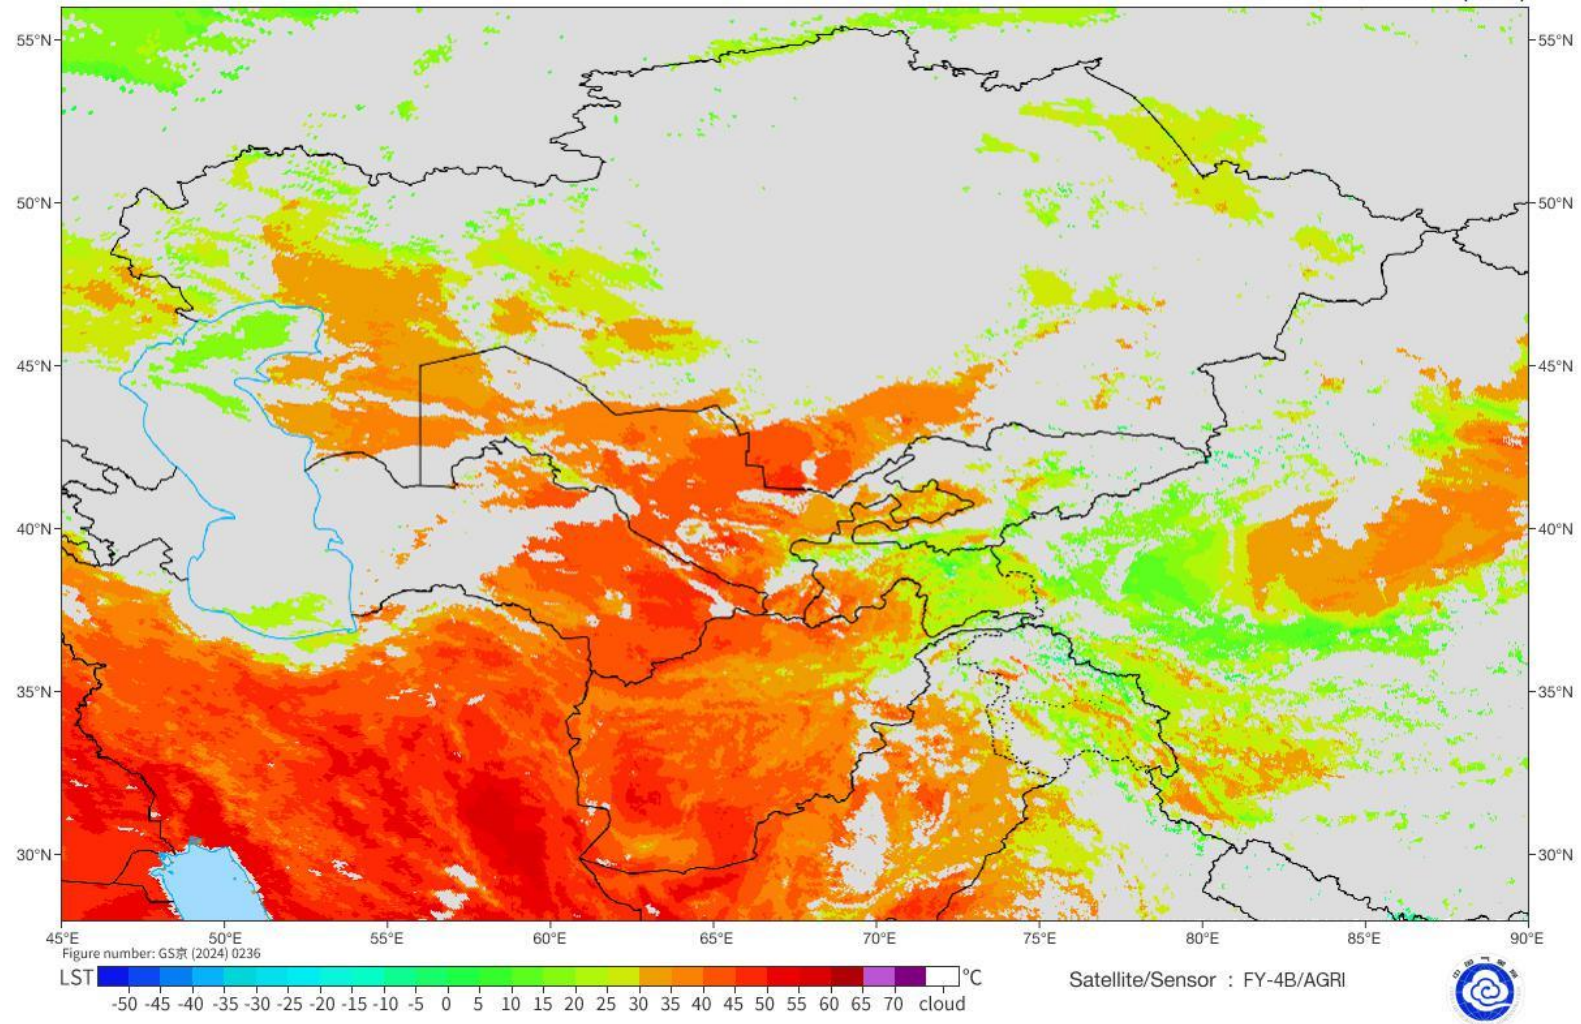 55°N 55°N
50°N 50°N
45°N 45°N
40°N 40°N
35°N 35°N
30°N 30°N
45°E 50°E 55°E 60°E 65°E 70°E 75°E 80°E 85°E 90°E
Figure number: GS京 (2024) 0236
LST °C
-50 -45 -40 -35 -30 -25 -20 -15 -10 -5 0 5 10 15 20 25 30 35 40 45 50 55 60 65 70 cloud
Satellite/Sensor : FY-4B/AGRI